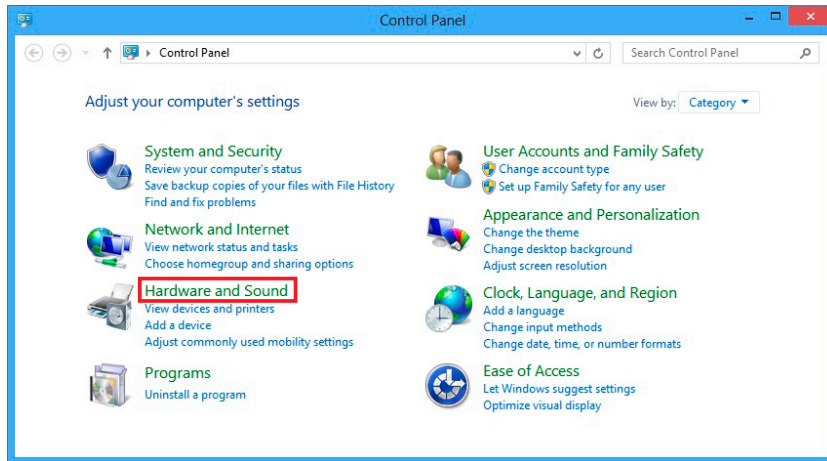 Control Panel
Control Panel
Search Control Panel
Adjust your computer's settings
View by: Category
System and Security
Review your computer's status
Save backup copies of your files with File History
Find and fix problems
Network and Internet
View network status and tasks
Choose homegroup and sharing options
Hardware and Sound
View devices and printers
Add a device
Adjust commonly used mobility settings
Programs
Uninstall a program
User Accounts and Family Safety
Change account type
Set up Family Safety for any user
Appearance and Personalization
Change the theme
Change desktop background
Adjust screen resolution
Clock, Language, and Region
Add a language
Change input methods
Change date, time, or number formats
Ease of Access
Let Windows suggest settings
Optimize visual display